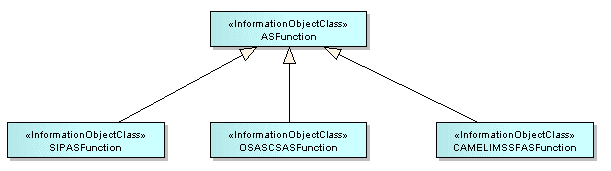 «InformationObjectClass»
ASFunction
«InformationObjectClass»
SIPASFunction
«InformationObjectClass»
OSASCSASFunction
«InformationObjectClass»
CAMELIMSSFASFunction